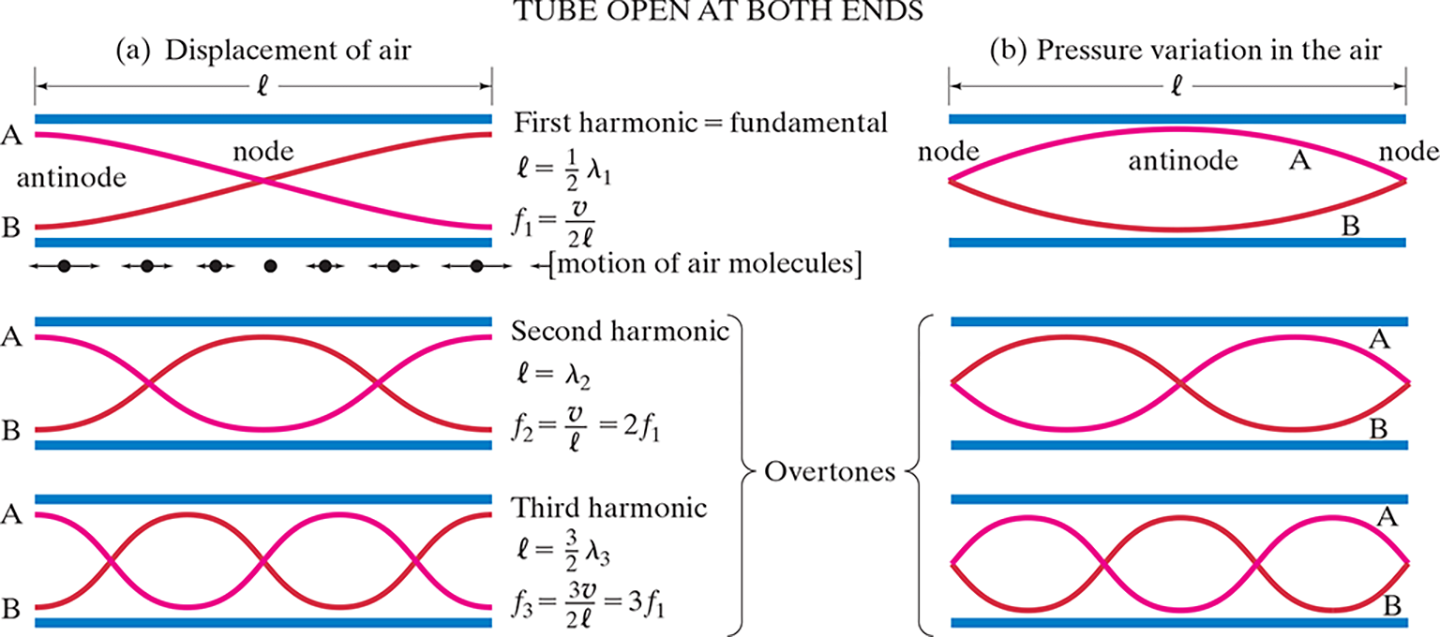 TUBE OPEN AT BOTH ENDS
(a) Displacement of air
ℓ
A
node
antinode
B
First harmonic = fundamental
ℓ = 1/2 λ₁
f₁ = v/2ℓ
[motion of air molecules]
A
B
Second harmonic
ℓ = λ₂
f₂ = v/ℓ = 2f₁
A
B
Third harmonic
ℓ = 3/2 λ₃
f₃ = 3v/2ℓ = 3f₁
Overtones
(b) Pressure variation in the air
ℓ
node
antinode
A
node
B
A
B
A
B